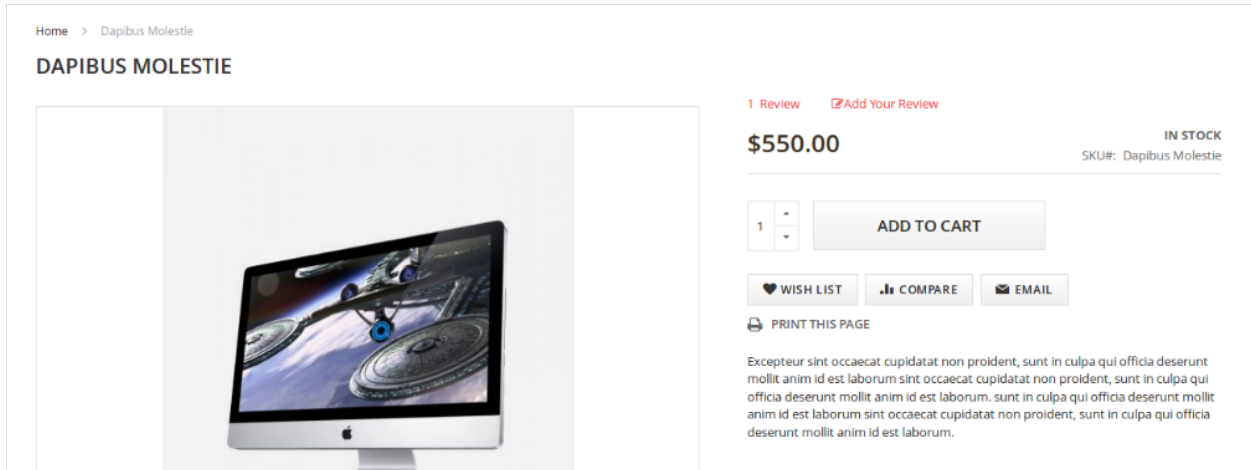 Home > Dapibus Molestie
DAPIBUS MOLESTIE
1 Review Add Your Review
$550.00
IN STOCK
SKU#: Dapibus Molestie
1
ADD TO CART
WISH LIST COMPARE EMAIL
PRINT THIS PAGE
Excepteur sint occaecat cupidatat non proident, sunt in culpa qui officia deserunt
mollit anim id est laborum sint occaecat cupidatat non proident, sunt in culpa qui
officia deserunt mollit anim id est laborum. sunt in culpa qui officia deserunt mollit
anim id est laborum sint occaecat cupidatat non proident, sunt in culpa qui officia
deserunt mollit anim id est laborum.